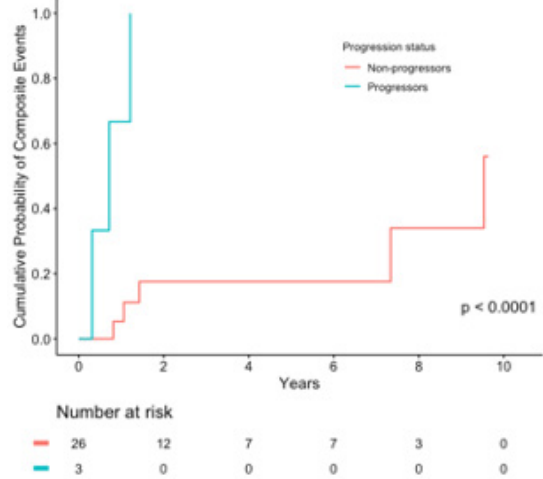 Cumulative Probability of Composite Events
1.0
0.8
0.6
0.4
0.2
0.0
Progression status
Non-progressors
Progressors
p < 0.0001
0 2 4 6 8 10
Years
Number at risk
26 12 7 7 3 0
3 0 0 0 0 0